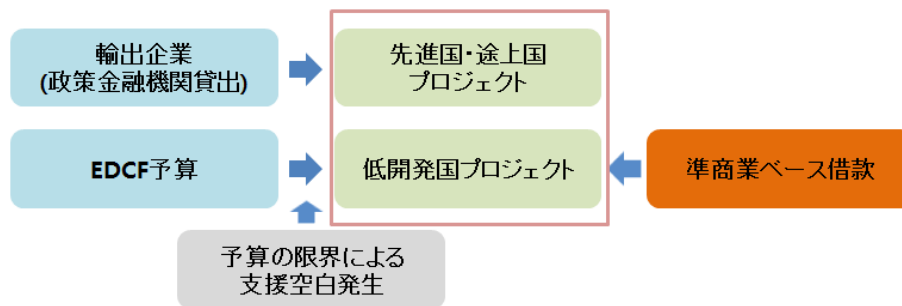 輸出企業
(政策金融機関貸出)
先進国・途上国
プロジェクト
EDCF予算
低開発国プロジェクト
準商業ベース借款
予算の限界による
支援空白発生